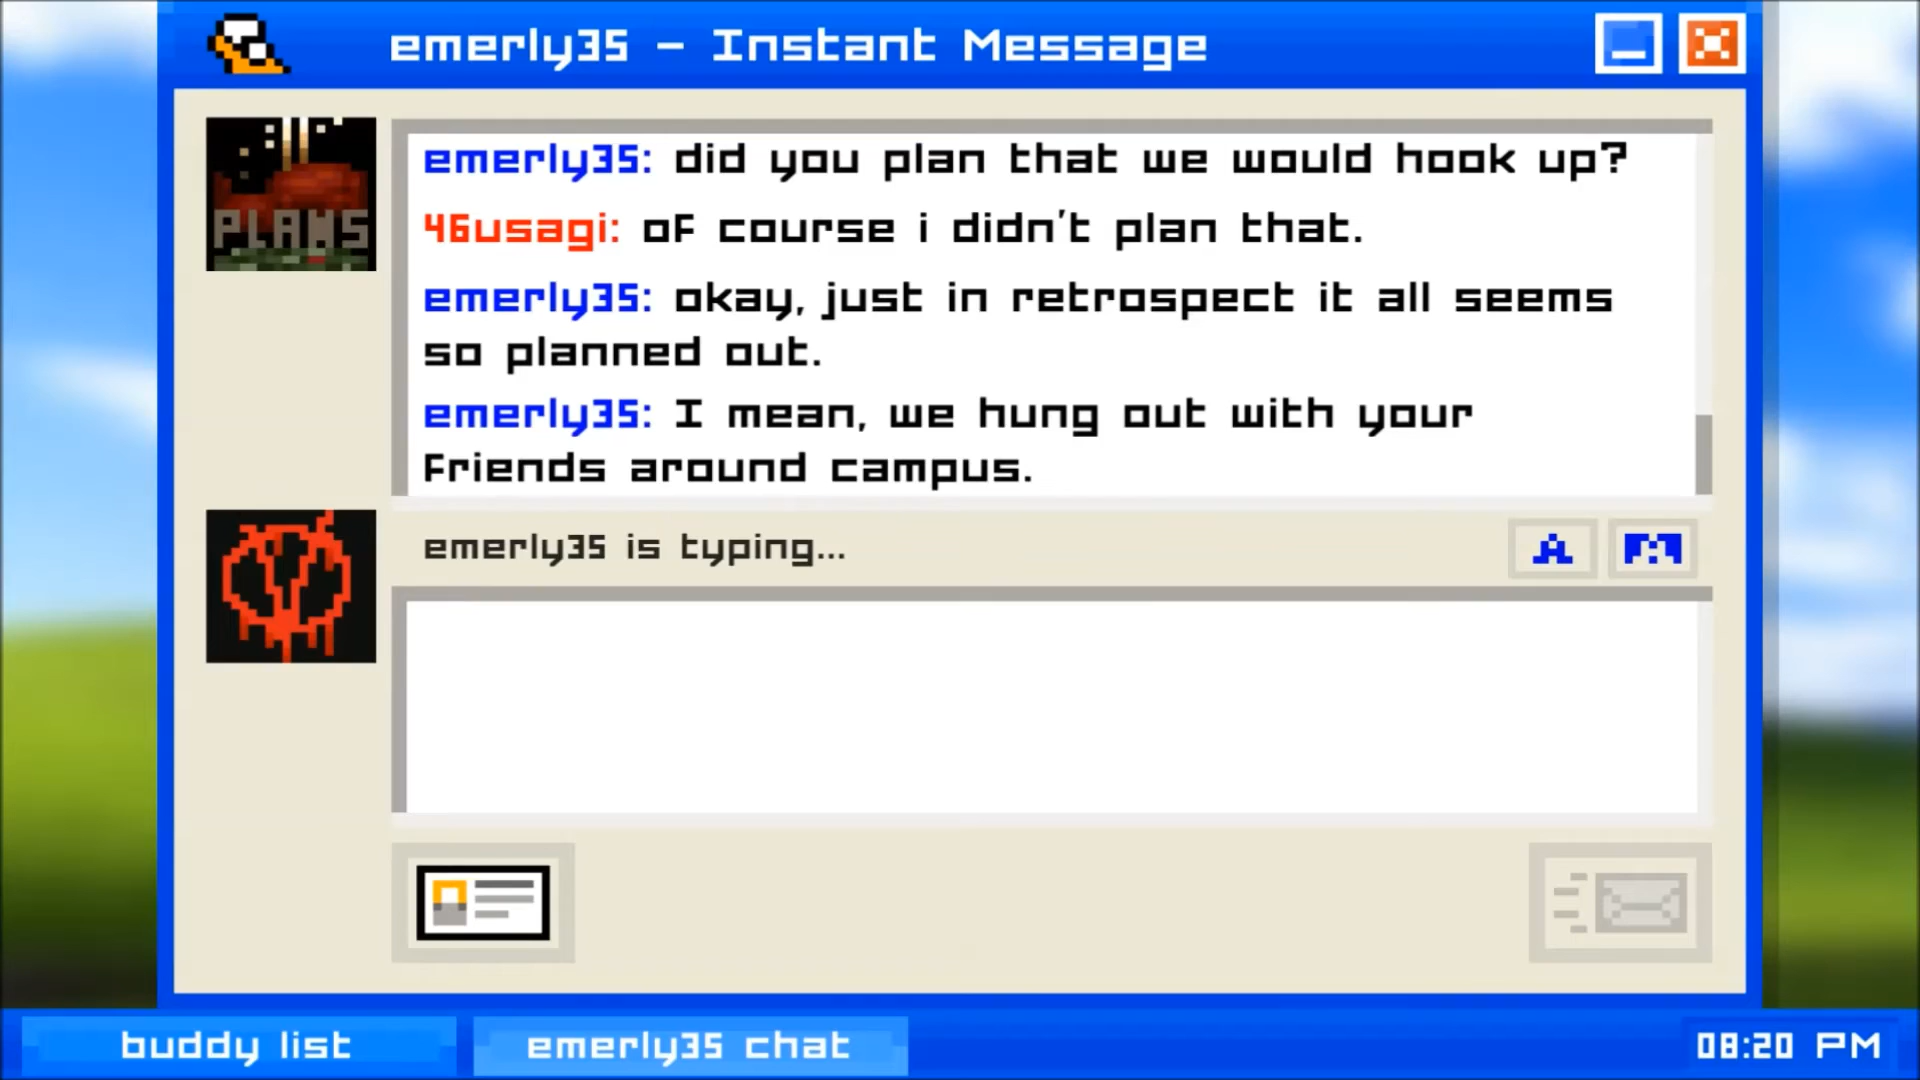 emerly35 - Instant Message
PLANS
emerly35: did you plan that we would hook up?
46usagi: of course i didn't plan that.
emerly35: okay, just in retrospect it all seems
so planned out.
emerly35: I mean, we hung out with your
friends around campus.
emerly35 is typing...
A
buddy list
emerly35 chat
08:20 PM